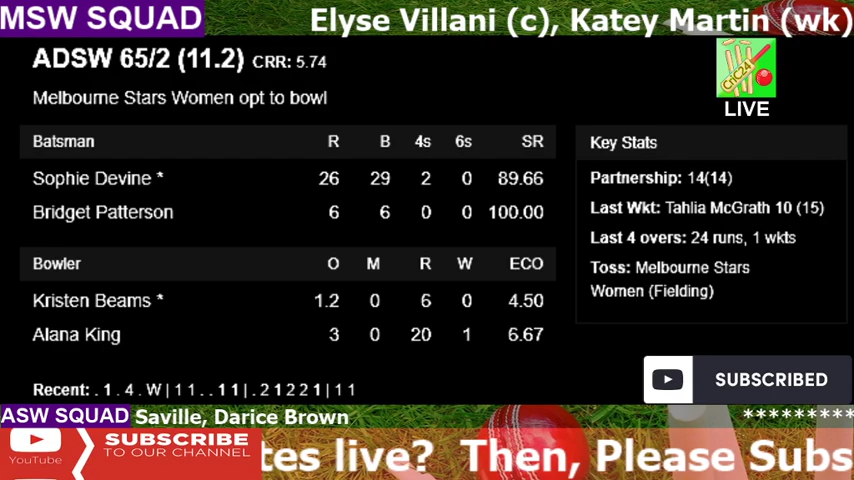 MSW SQUAD Elyse Villani (c), Katey Martin (wk)
ADSW 65/2 (11.2) CRR: 5.74
Melbourne Stars Women opt to bowl
CriC24
LIVE
Batsman R B 4s 6s SR
Sophie Devine * 26 29 2 0 89.66
Bridget Patterson 6 6 0 0 100.00
Bowler O M R W ECO
Kristen Beams * 1.2 0 6 0 4.50
Alana King 3 0 20 1 6.67
Key Stats
Partnership: 14(14)
Last Wkt: Tahlia McGrath 10 (15)
Last 4 overs: 24 runs, 1 wkts
Toss: Melbourne Stars
Women (Fielding)
SUBSCRIBED
Recent: . 1 . 4 . W | 1 1 . . 1 1 | . 2 1 2 2 1 | 1 1
ASW SQUAD Saville, Darice Brown *********
YouTube
SUBSCRIBE
TO OUR CHANNEL
tes live? Then, Please Subs